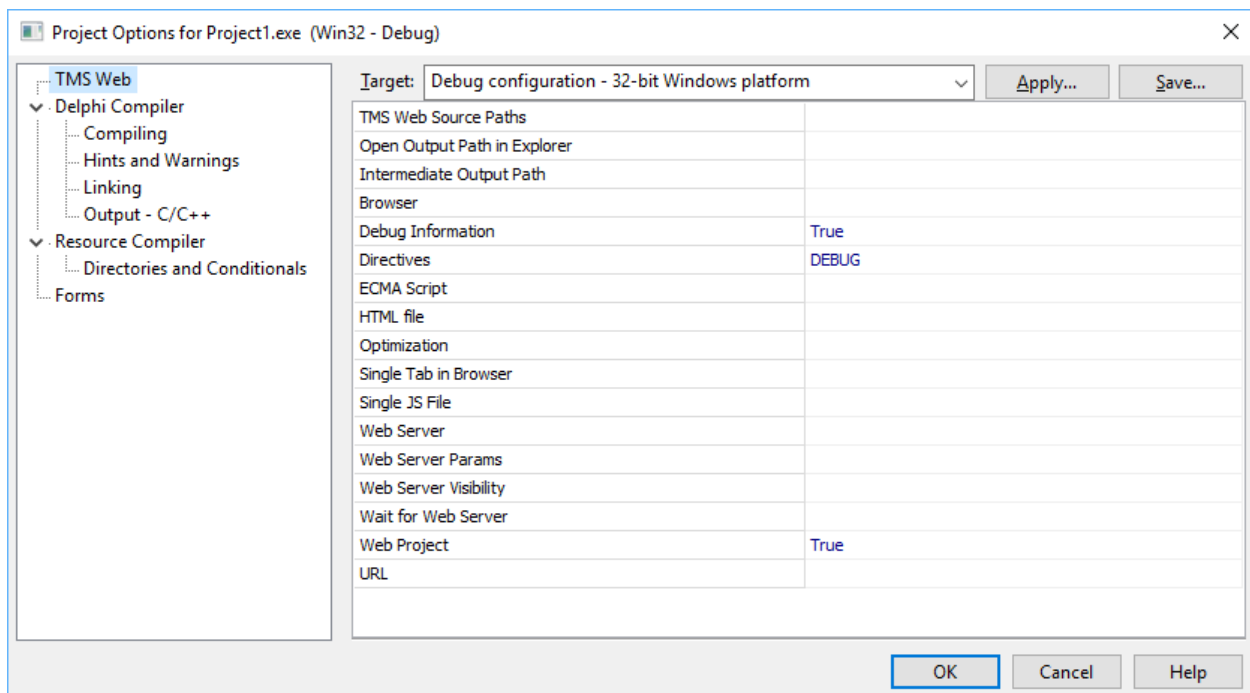 Project Options for Project1.exe (Win32 - Debug)
TMS Web
Delphi Compiler
Compiling
Hints and Warnings
Linking
Output - C/C++
Resource Compiler
Directories and Conditionals
Forms
Target: Debug configuration - 32-bit Windows platform Apply... Save...
TMS Web Source Paths
Open Output Path in Explorer
Intermediate Output Path
Browser
Debug Information True
Directives DEBUG
ECMA Script
HTML file
Optimization
Single Tab in Browser
Single JS File
Web Server
Web Server Params
Web Server Visibility
Wait for Web Server
Web Project True
URL
OK Cancel Help